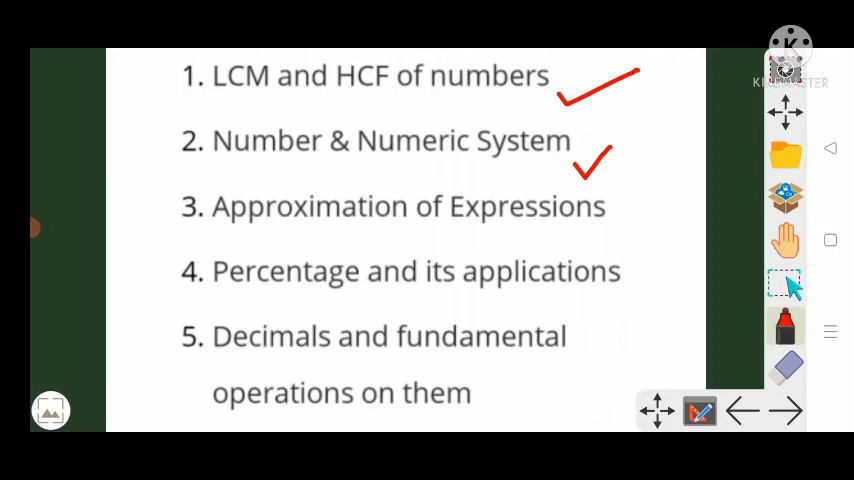 KINEMASTER
1. LCM and HCF of numbers
2. Number & Numeric System
3. Approximation of Expressions
4. Percentage and its applications
5. Decimals and fundamental
operations on them